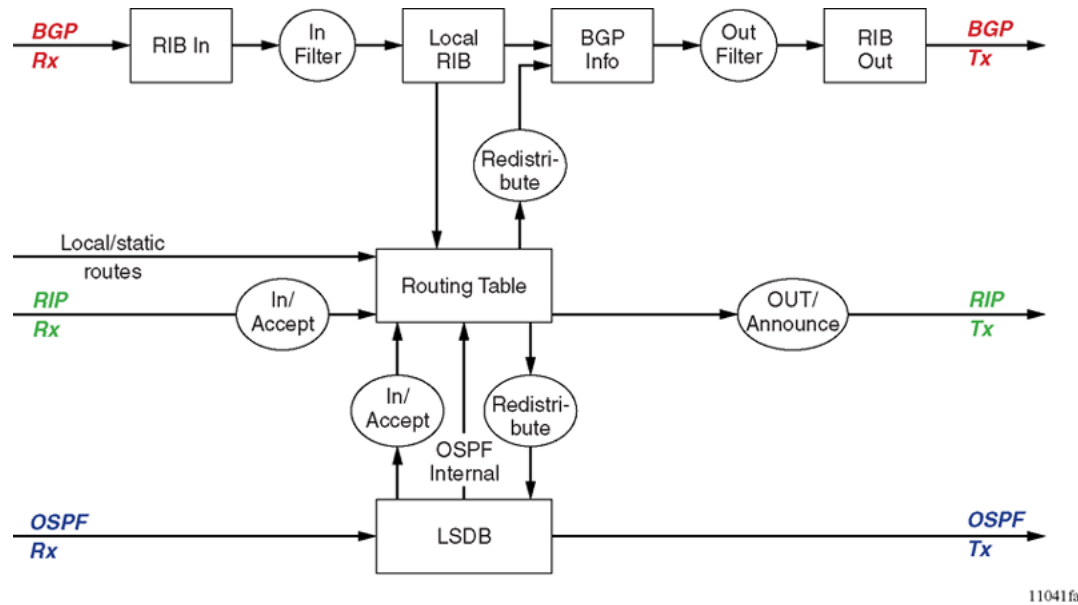 BGP
Rx
RIB In
In
Filter
Local
RIB
BGP
Info
Out
Filter
RIB
Out
BGP
Tx
Redistri-
bute
Local/static
routes
Routing Table
RIP
Rx
In/
Accept
OUT/
Announce
RIP
Tx
In/
Accept
Redistri-
bute
OSPF
Internal
OSPF
Rx
LSDB
OSPF
Tx
11041fa